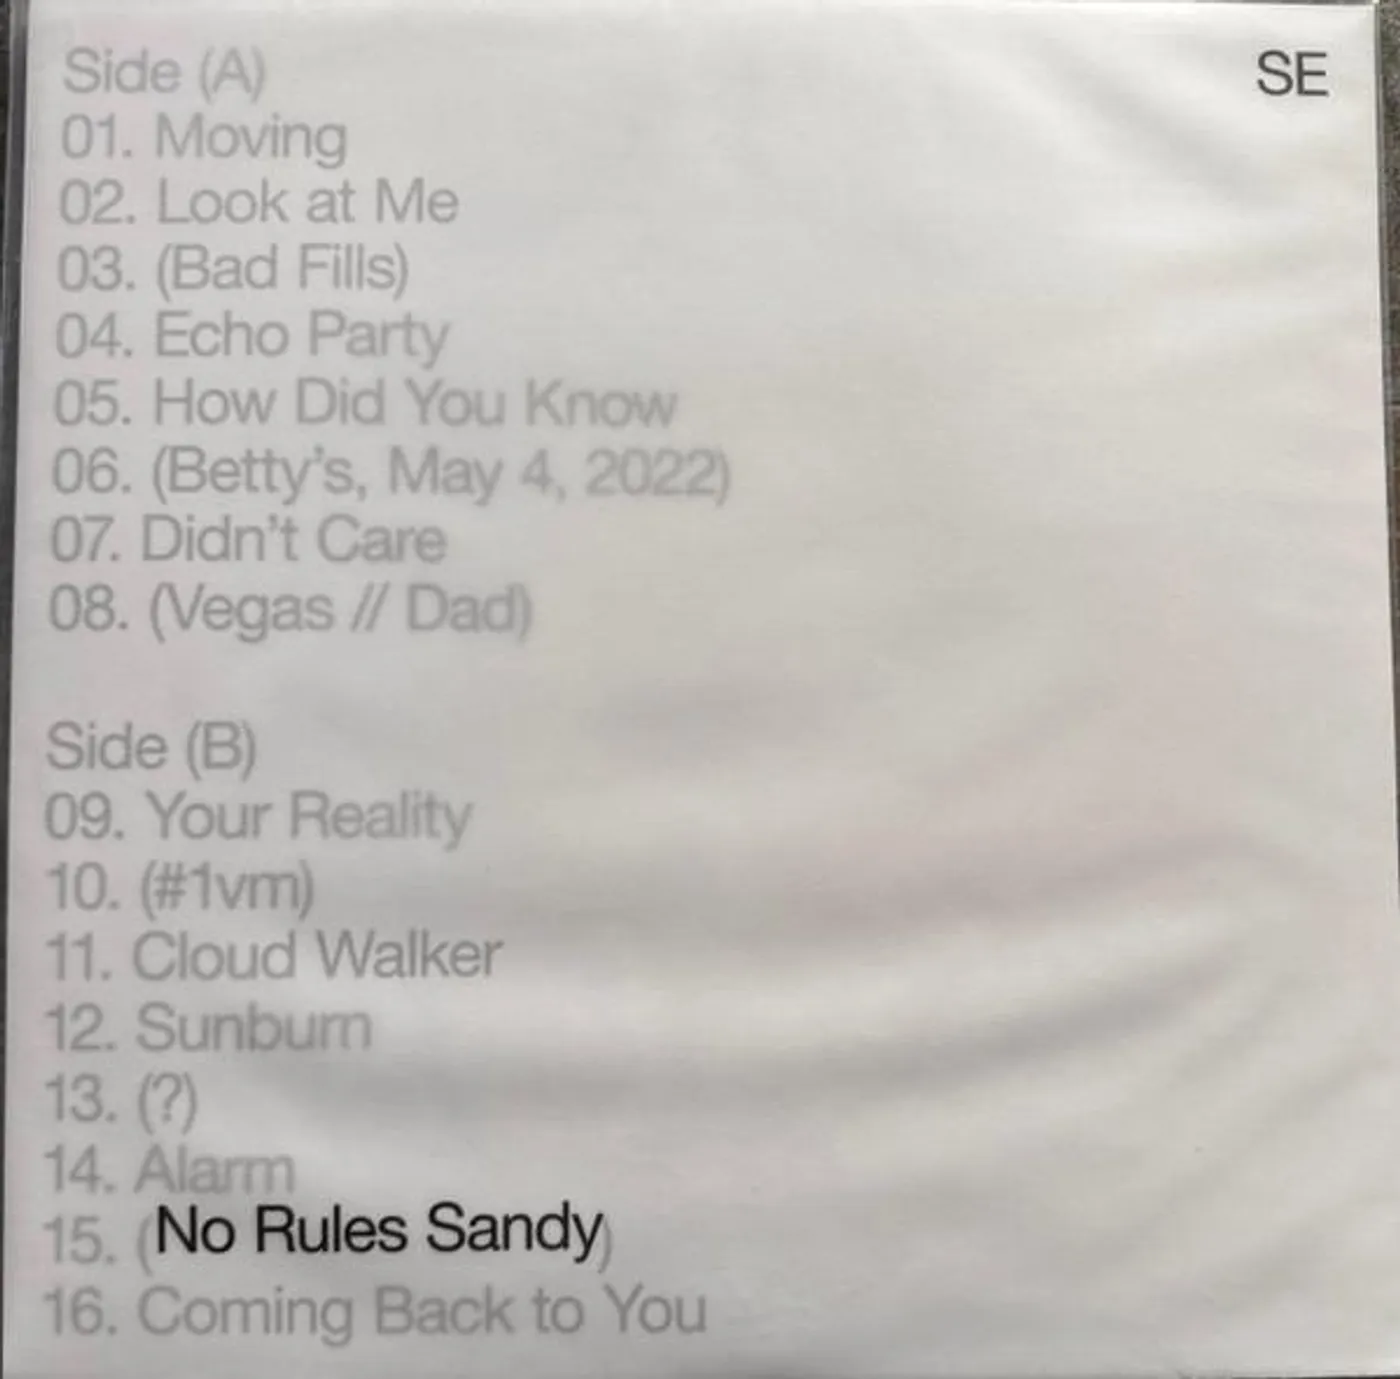 Side (A)
SE
01. Moving
02. Look at Me
03. (Bad Fills)
04. Echo Party
05. How Did You Know
06. (Betty's, May 4, 2022)
07. Didn't Care
08. (Vegas // Dad)
Side (B)
09. Your Reality
10. (#1vm)
11. Cloud Walker
12. Sunburn
13. (?)
14. Alarm
15. (No Rules Sandy)
16. Coming Back to You